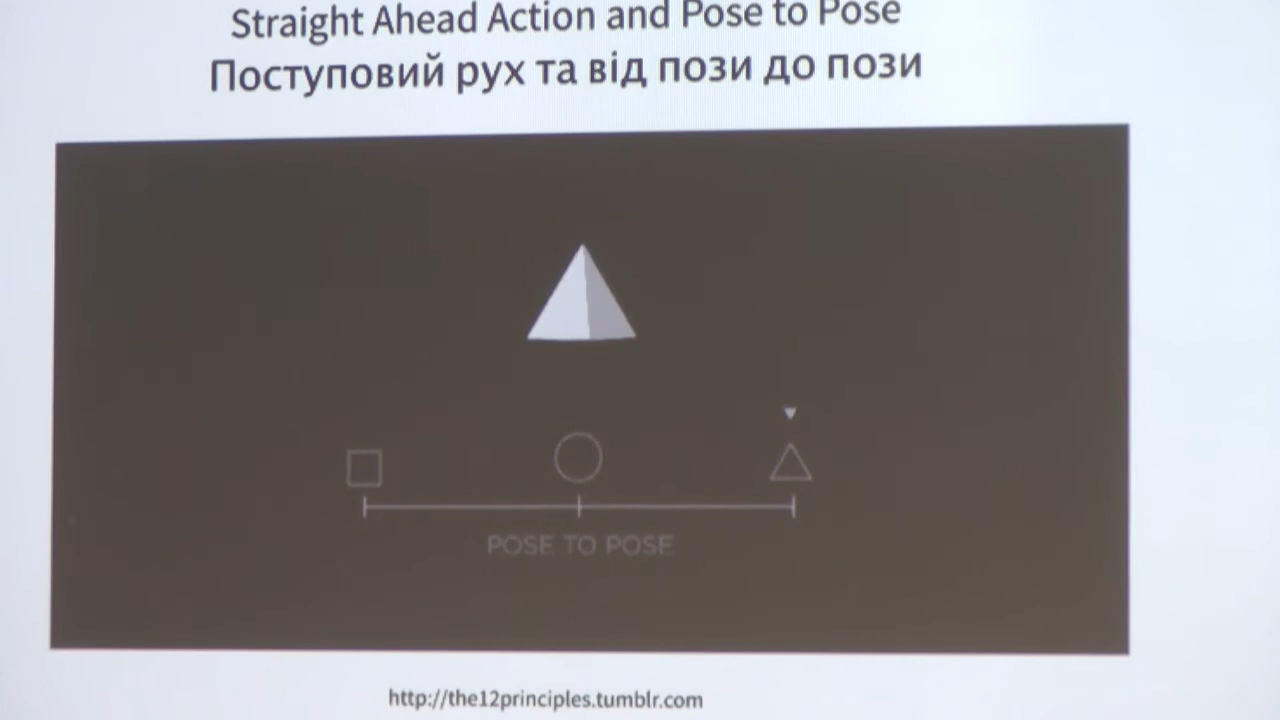 Straight Ahead Action and Pose to Pose
Поступовий рух та від пози до пози
POSE TO POSE
http://the12principles.tumblr.com